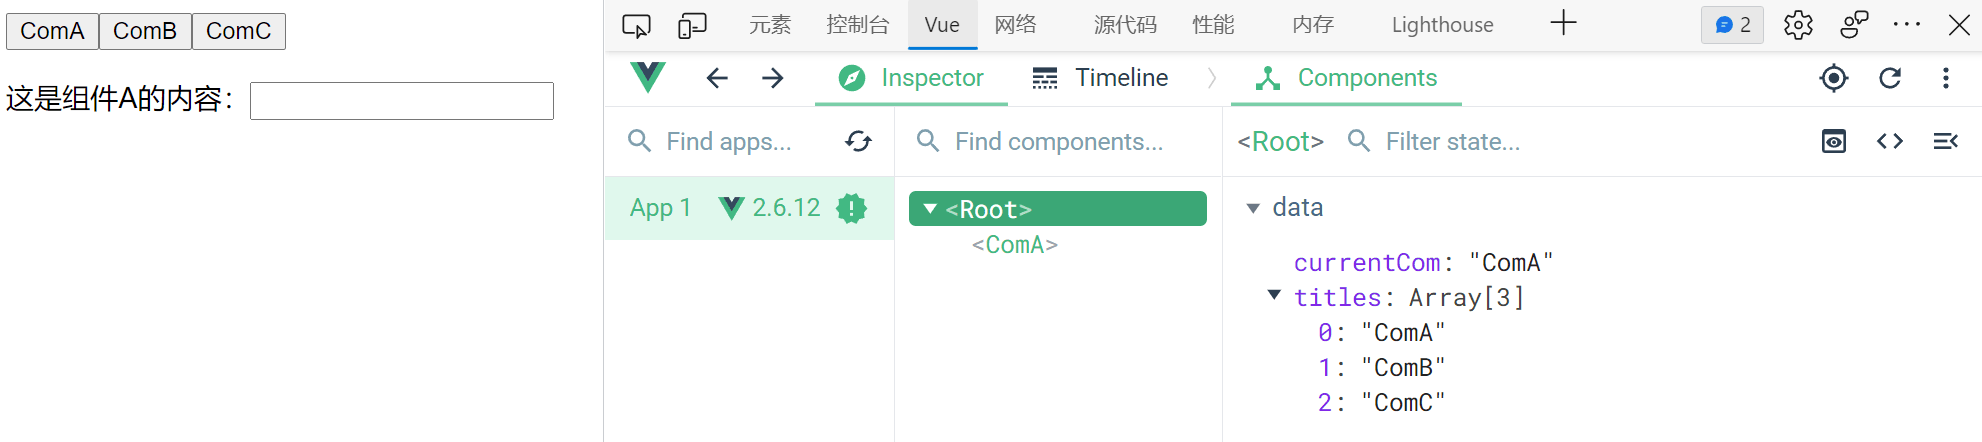 ComA ComB ComC
这是组件A的内容：
元素 控制台 Vue 网络 源代码 性能 内存 Lighthouse 2
Inspector Timeline Components
Find apps... Find components... <Root> Filter state...
App 1 2.6.12 <Root> data
<ComA>
currentCom: "ComA"
titles: Array[3]
0: "ComA"
1: "ComB"
2: "ComC"